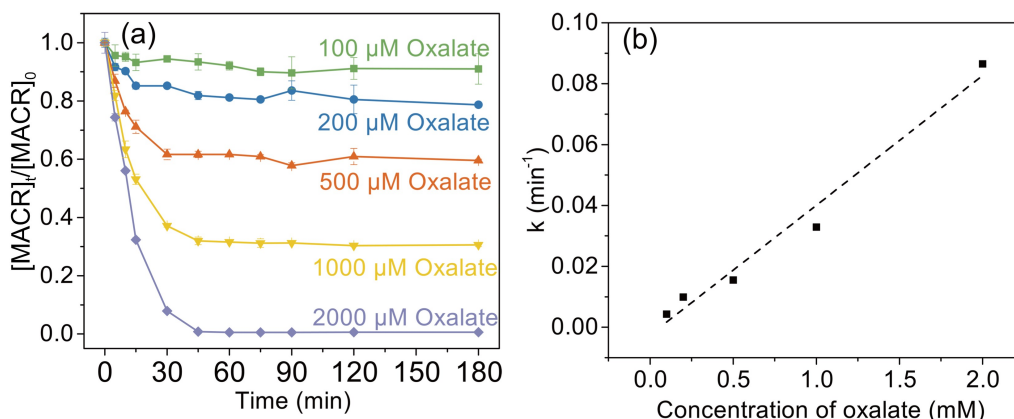 (a)
100 μM Oxalate
200 μM Oxalate
500 μM Oxalate
1000 μM Oxalate
2000 μM Oxalate
[MACR]t/[MACR]0
1.0
0.8
0.6
0.4
0.2
0.0
0 30 60 90 120 150 180
Time (min)
(b)
k (min-1)
0.10
0.08
0.06
0.04
0.02
0.00
0.0 0.5 1.0 1.5 2.0
Concentration of oxalate (mM)